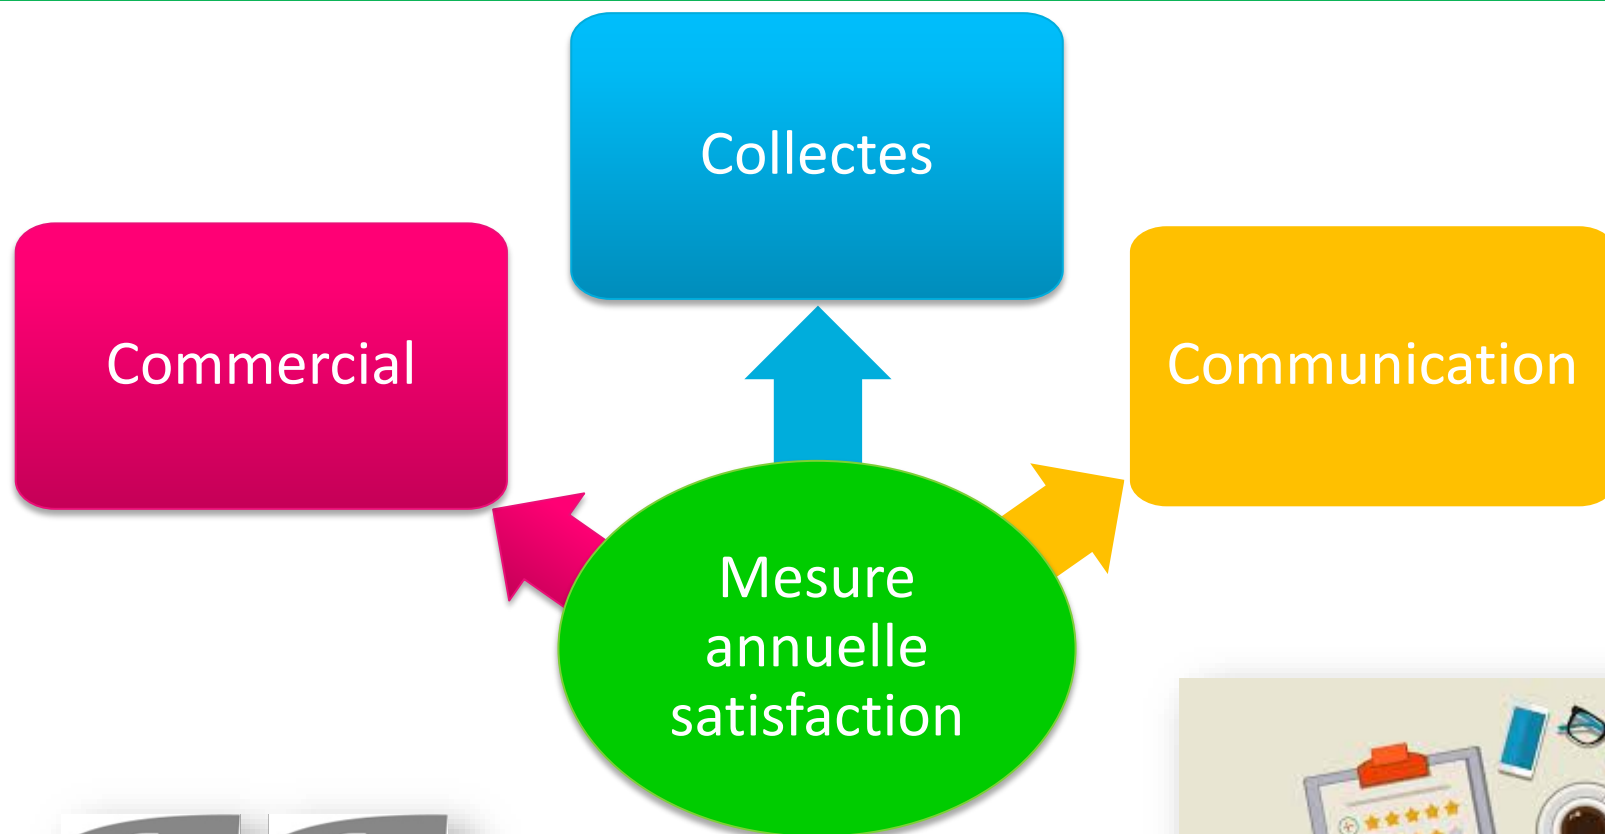 Collectes
Commercial
Communication
Mesure
annuelle
satisfaction